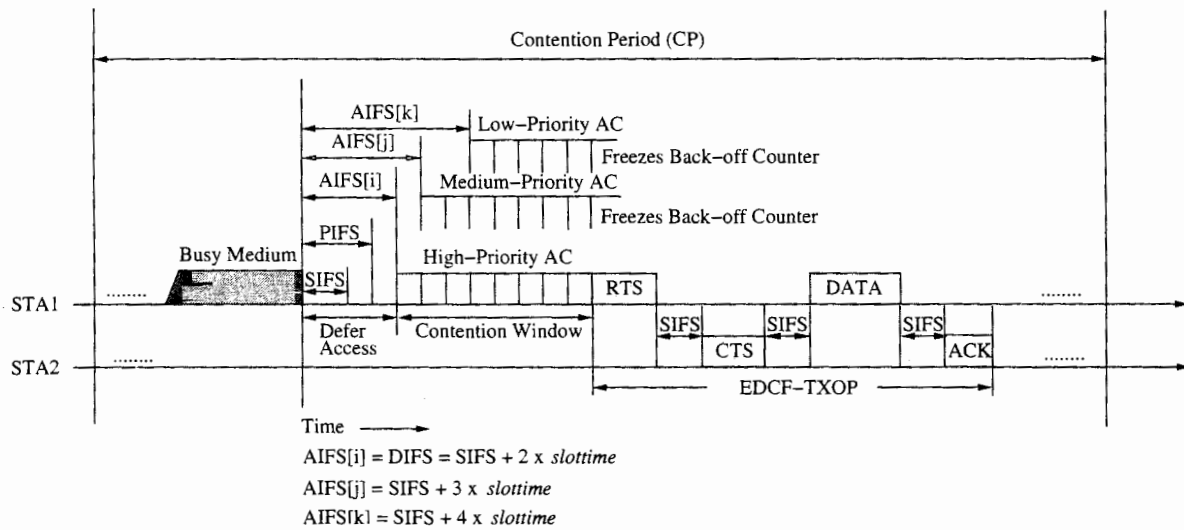 Contention Period (CP)
AIFS[k]
Low−Priority AC
AIFS[j]
Freezes Back−off Counter
AIFS[i]
Medium−Priority AC
Freezes Back−off Counter
PIFS
Busy Medium
High−Priority AC
SIFS
RTS
DATA
STA1
........
........
Defer Access
Contention Window
SIFS
SIFS
SIFS
CTS
ACK
STA2
........
........
EDCF−TXOP
Time
AIFS[i] = DIFS = SIFS + 2 x slottime
AIFS[j] = SIFS + 3 x slottime
AIFS[k] = SIFS + 4 x slottime